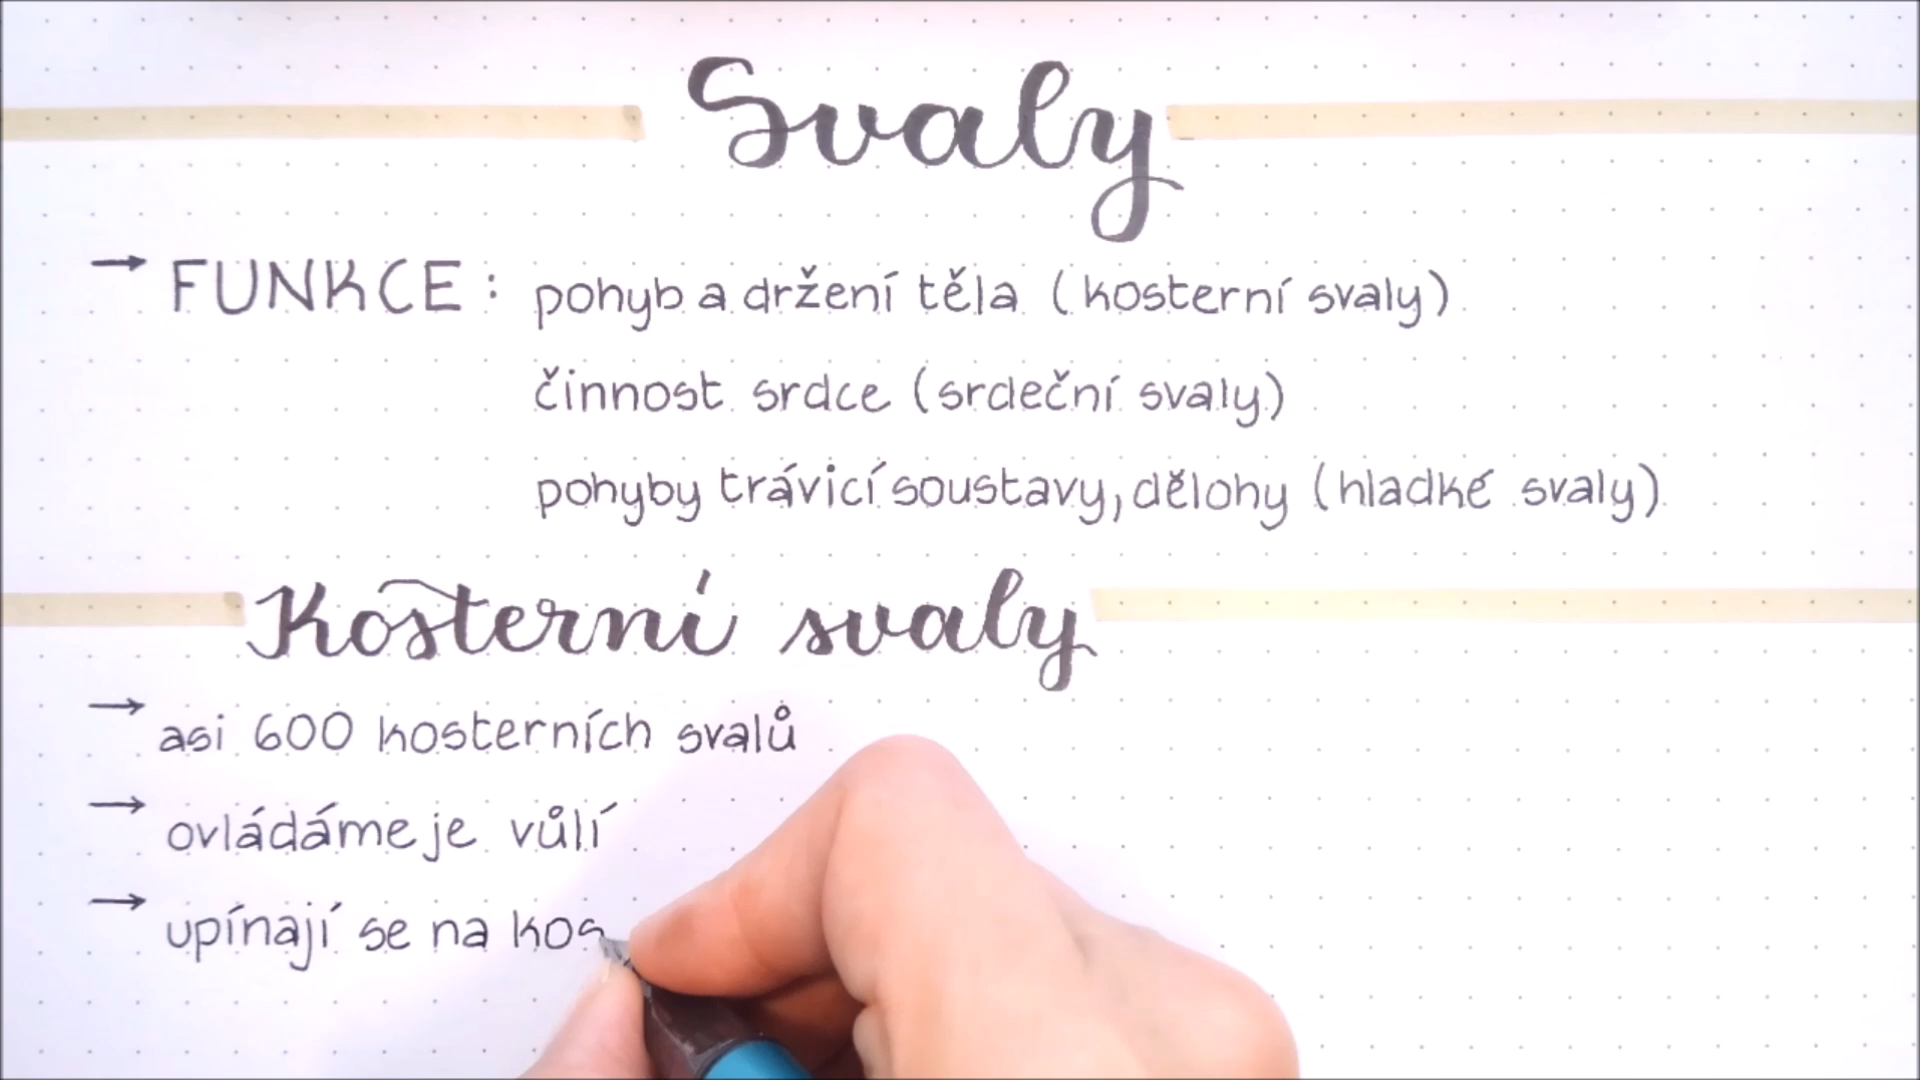 Svaly
→ FUNKCE: pohyb a držení těla (kosterní svaly)
činnost srdce (srdeční svaly)
pohyby trávicí soustavy, dělohy (hladké svaly)
Kosterní svaly
→ asi 600 kosterních svalů
→ ovládáme je vůlí
→ upínají se na kos